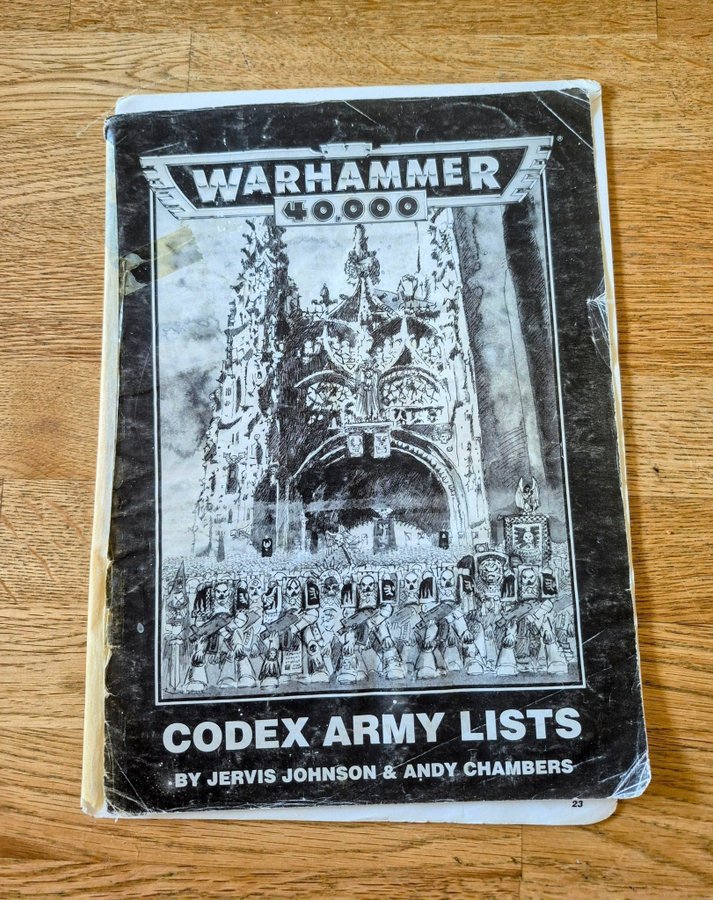 WARHAMMER
40,000
CODEX ARMY LISTS
BY JERVIS JOHNSON & ANDY CHAMBERS
23